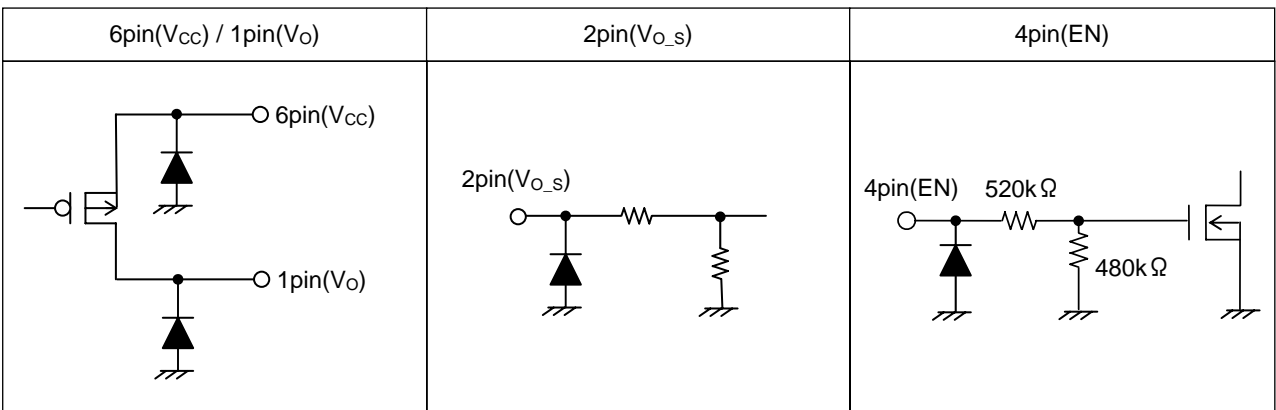 6pin(VCC) / 1pin(VO)
2pin(VO_S)
4pin(EN)
6pin(VCC)
1pin(VO)
2pin(VO_S)
4pin(EN)
520kΩ
480kΩ